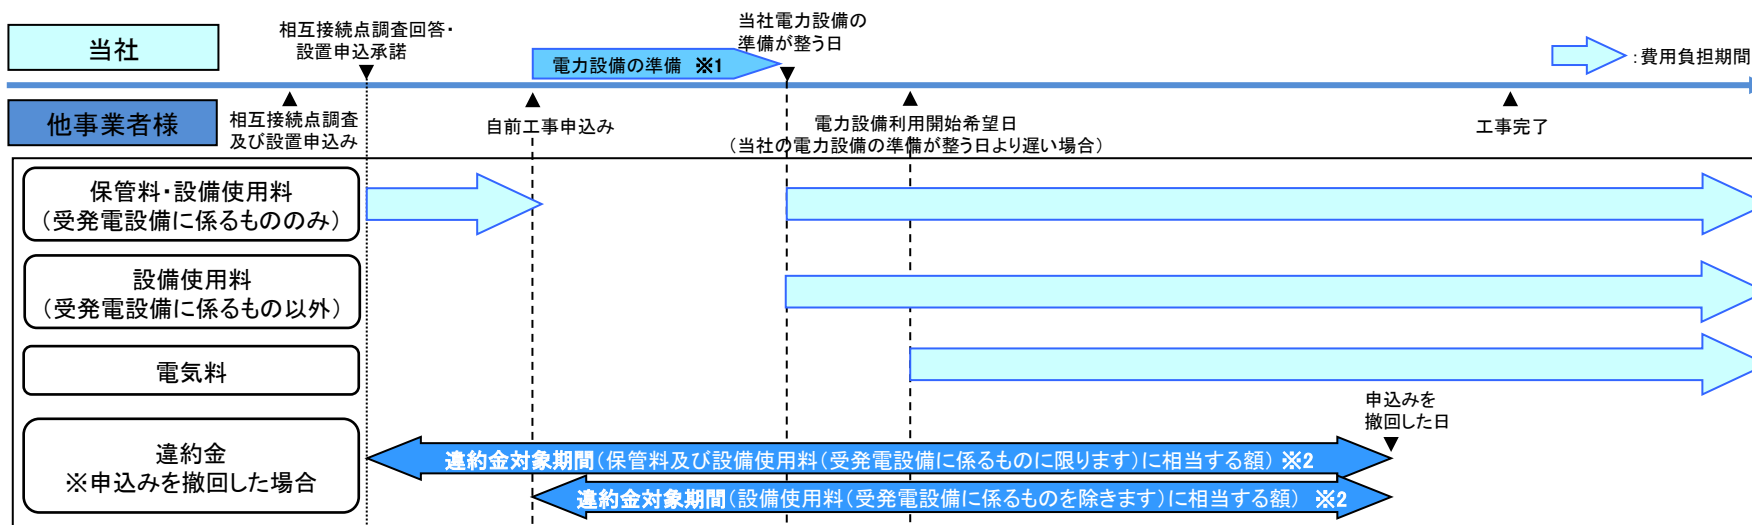 当社
相互接続点調査回答・
設置申込承諾
当社電力設備の
準備が整う日
電力設備の準備 ※1
：費用負担期間
他事業者様
相互接続点調査
及び設置申込み
自前工事申込み
電力設備利用開始希望日
（当社の電力設備の準備が整う日より遅い場合）
工事完了
保管料・設備使用料
（受発電設備に係るもののみ）
設備使用料
（受発電設備に係るもの以外）
電気料
申込みを
撤回した日
違約金
※申込みを撤回した場合
違約金対象期間（保管料及び設備使用料（受発電設備に係るものに限ります）に相当する額）※2
違約金対象期間（設備使用料（受発電設備に係るものを除きます）に相当する額） ※2